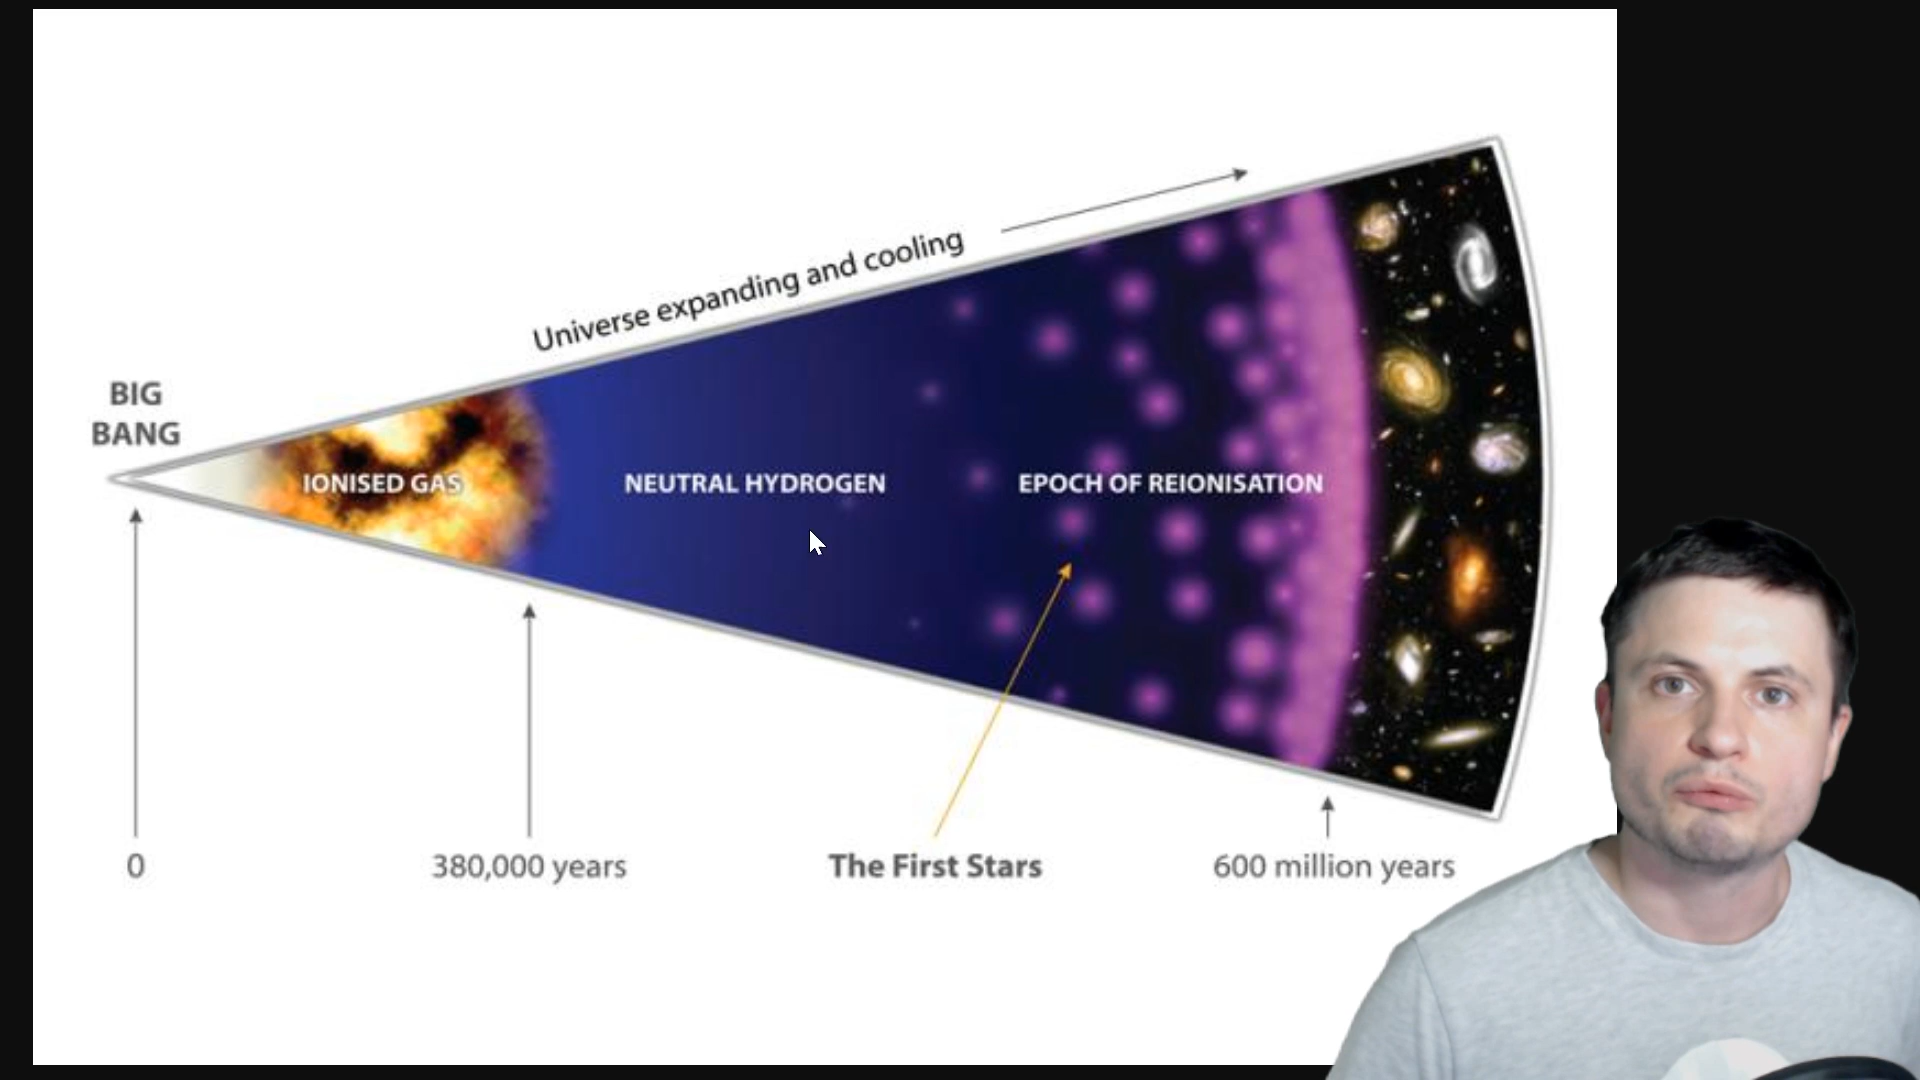 Universe expanding and cooling
BIG
BANG
IONISED GAS
NEUTRAL HYDROGEN
EPOCH OF REIONISATION
0
380,000 years
The First Stars
600 million years